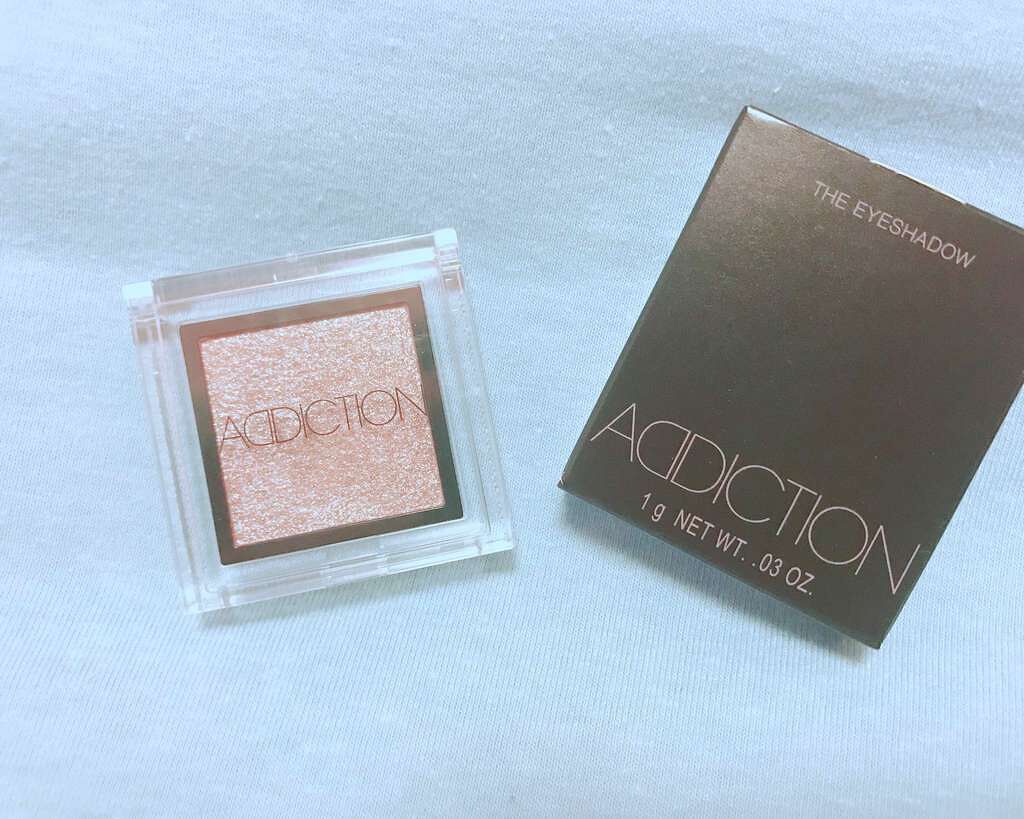 ADDICTION
THE EYESHADOW
ADDICTION
1 g NET WT. .03 OZ.